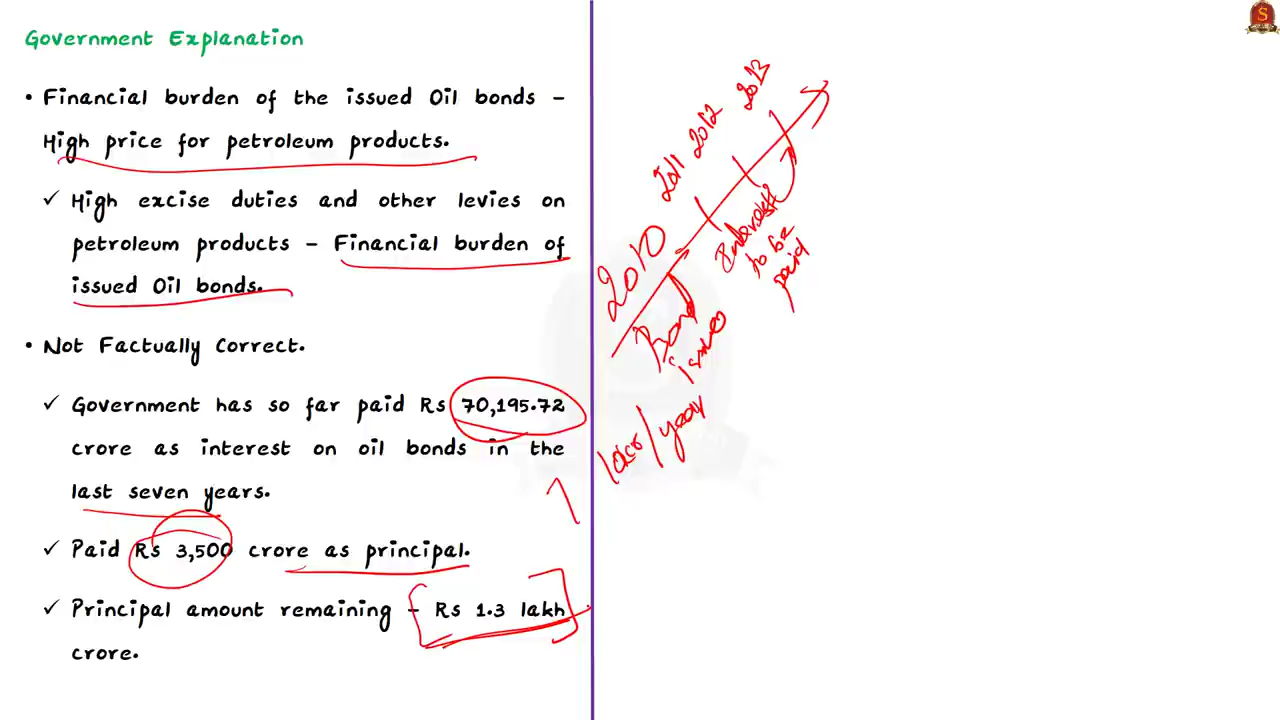 Government Explanation
• Financial burden of the issued Oil bonds –
High price for petroleum products.
✓ High excise duties and other levies on
petroleum products – Financial burden of
issued Oil bonds.
• Not Factually Correct.
✓ Government has so far paid Rs 70,195.72
crore as interest on oil bonds in the
last seven years.
✓ Paid Rs 3,500 crore as principal.
✓ Principal amount remaining – Rs 1.3 lakh
crore.
2010
2011
2012
2013
Bond
issue
Interest
to be
paid
/year
S